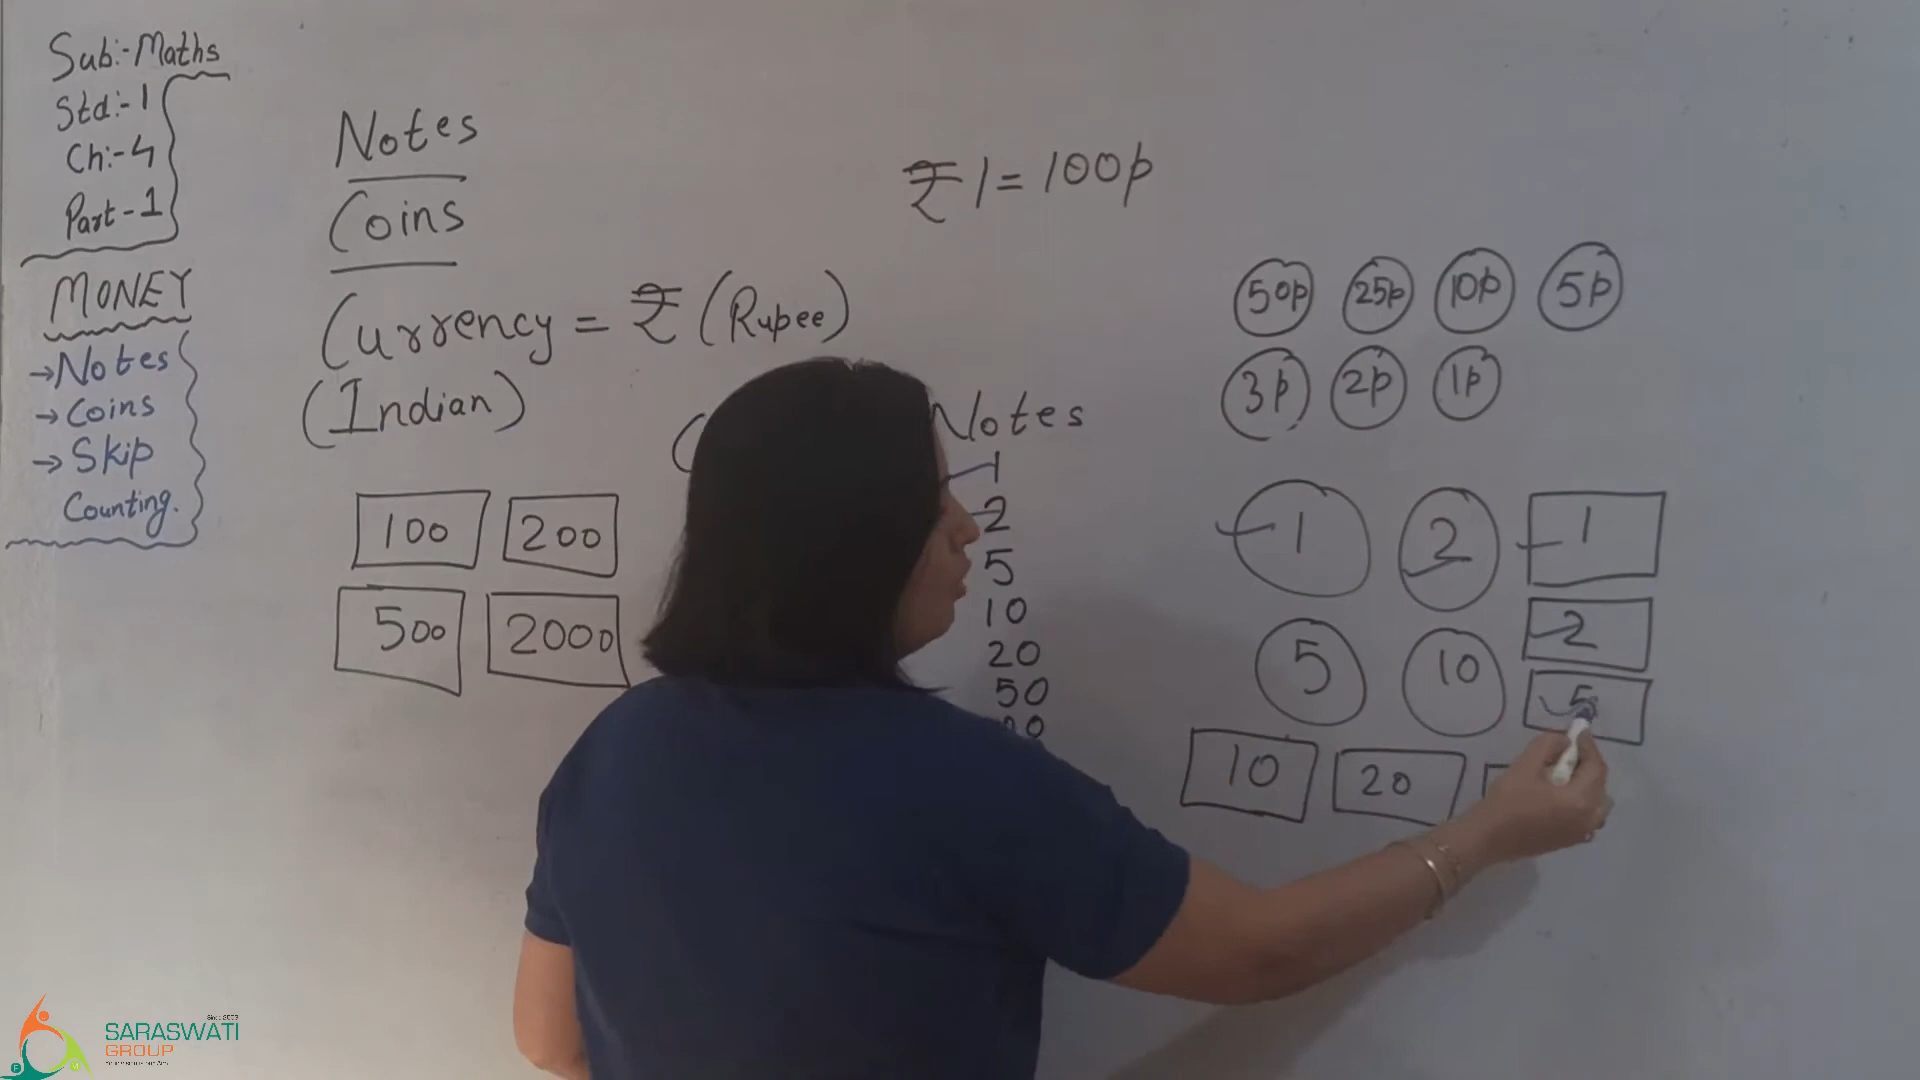 Sub:- Maths
Std:- 1
Ch:- 4
Part - 1
MONEY
→ Notes
→ Coins
→ Skip
Counting.
Notes
Coins
Currency = ₹ (Rupee)
(Indian)
100 200
500 2000
₹ 1 = 100p
Notes
1
2
5
10
20
50
50p 25p 10p 5p
3p 2p 1p
1 2 1
2
5 10 5
10 20
SARASWATI
GROUP